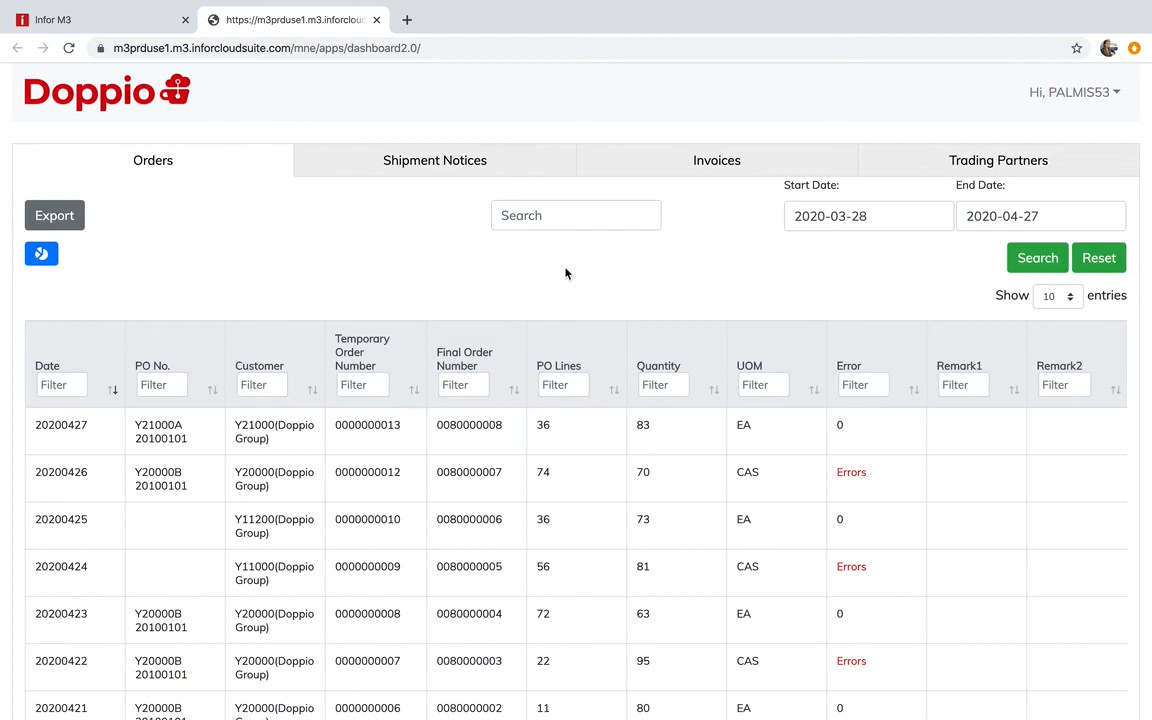 Infor M3
https://m3prduse1.m3.inforclou
m3prduse1.m3.inforcloudsuite.com/mne/apps/dashboard2.0/
Doppio
Hi, PALMIS53
Orders
Shipment Notices
Invoices
Trading Partners
Start Date:
End Date:
Export
Search
2020-03-28
2020-04-27
Search
Reset
Show 10 entries
Date
PO No.
Customer
Temporary Order Number
Final Order Number
PO Lines
Quantity
UOM
Error
Remark1
Remark2
Filter
Filter
Filter
Filter
Filter
Filter
Filter
Filter
Filter
Filter
Filter
20200427 Y21000A Y21000(Doppio 0000000013 0080000008 36 83 EA 0
20100101 Group)
20200426 Y20000B Y20000(Doppio 0000000012 0080000007 74 70 CAS Errors
20100101 Group)
20200425 Y11200(Doppio 0000000010 0080000006 36 73 EA 0
Group)
20200424 Y11000(Doppio 0000000009 0080000005 56 81 CAS Errors
Group)
20200423 Y20000B Y20000(Doppio 0000000008 0080000004 72 63 EA 0
20100101 Group)
20200422 Y20000B Y20000(Doppio 0000000007 0080000003 22 95 CAS Errors
20100101 Group)
20200421 Y20000B Y20000(Doppio 0000000006 0080000002 11 80 EA 0